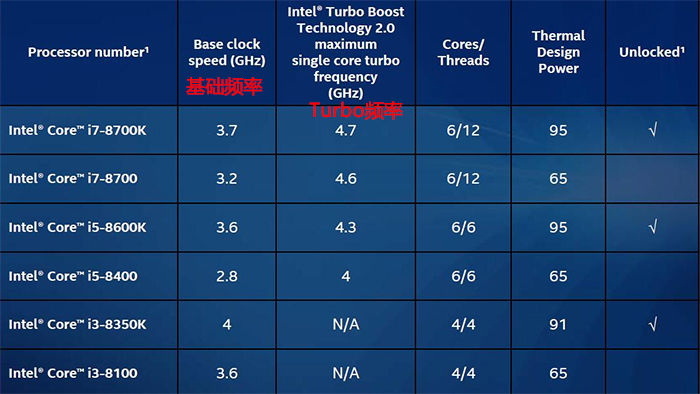 Processor number¹
Base clock
speed (GHz)
基础频率
Intel® Turbo Boost
Technology 2.0
maximum
single core turbo
frequency
(GHz)
Turbo频率
Cores/
Threads
Thermal
Design
Power
Unlocked¹
Intel® Core™ i7-8700K 3.7 4.7 6/12 95 √
Intel® Core™ i7-8700 3.2 4.6 6/12 65
Intel® Core™ i5-8600K 3.6 4.3 6/6 95 √
Intel® Core™ i5-8400 2.8 4 6/6 65
Intel® Core™ i3-8350K 4 N/A 4/4 91 √
Intel® Core™ i3-8100 3.6 N/A 4/4 65